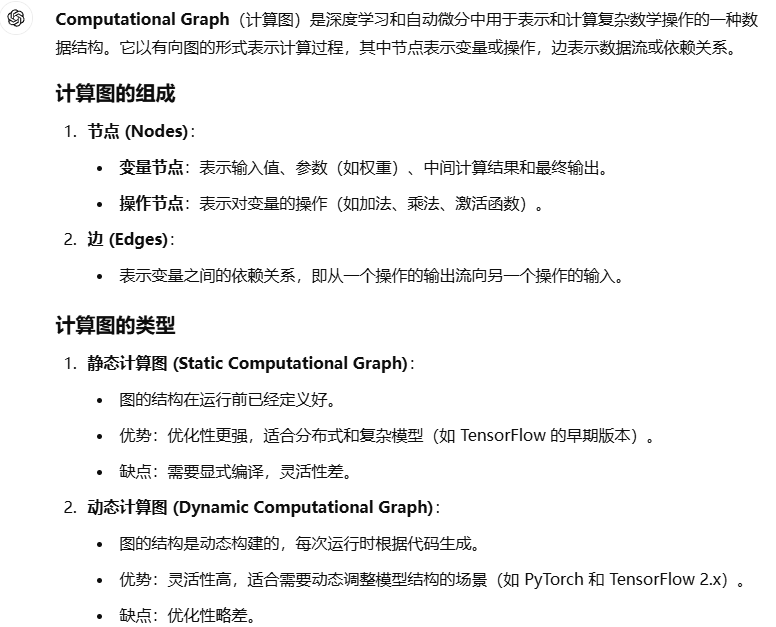 Computational Graph（计算图）是深度学习和自动微分中用于表示和计算复杂数学操作的一种数
据结构。它以有向图的形式表示计算过程，其中节点表示变量或操作，边表示数据流或依赖关系。
计算图的组成
1. 节点 (Nodes)：
• 变量节点：表示输入值、参数（如权重）、中间计算结果和最终输出。
• 操作节点：表示对变量的操作（如加法、乘法、激活函数）。
2. 边 (Edges)：
• 表示变量之间的依赖关系，即从一个操作的输出流向另一个操作的输入。
计算图的类型
1. 静态计算图 (Static Computational Graph)：
• 图的结构在运行前已经定义好。
• 优势：优化性更强，适合分布式和复杂模型（如 TensorFlow 的早期版本）。
• 缺点：需要显式编译，灵活性差。
2. 动态计算图 (Dynamic Computational Graph)：
• 图的结构是动态构建的，每次运行时根据代码生成。
• 优势：灵活性高，适合需要动态调整模型结构的场景（如 PyTorch 和 TensorFlow 2.x）。
• 缺点：优化性略差。